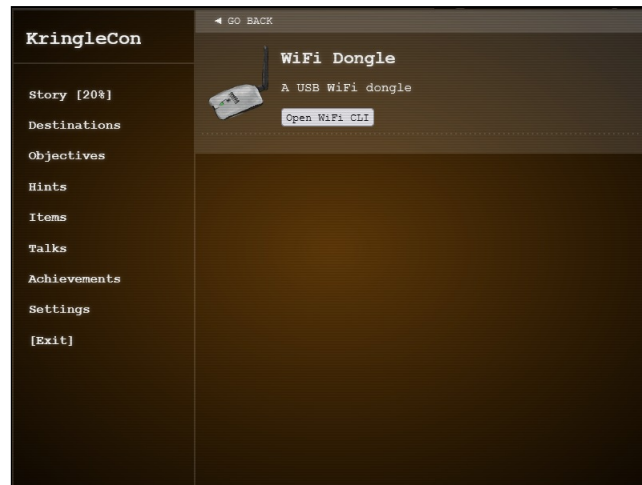 ◄ GO BACK
KringleCon
WiFi Dongle
A USB WiFi dongle
Open WiFi CLI
Story [20%]
Destinations
Objectives
Hints
Items
Talks
Achievements
Settings
[Exit]